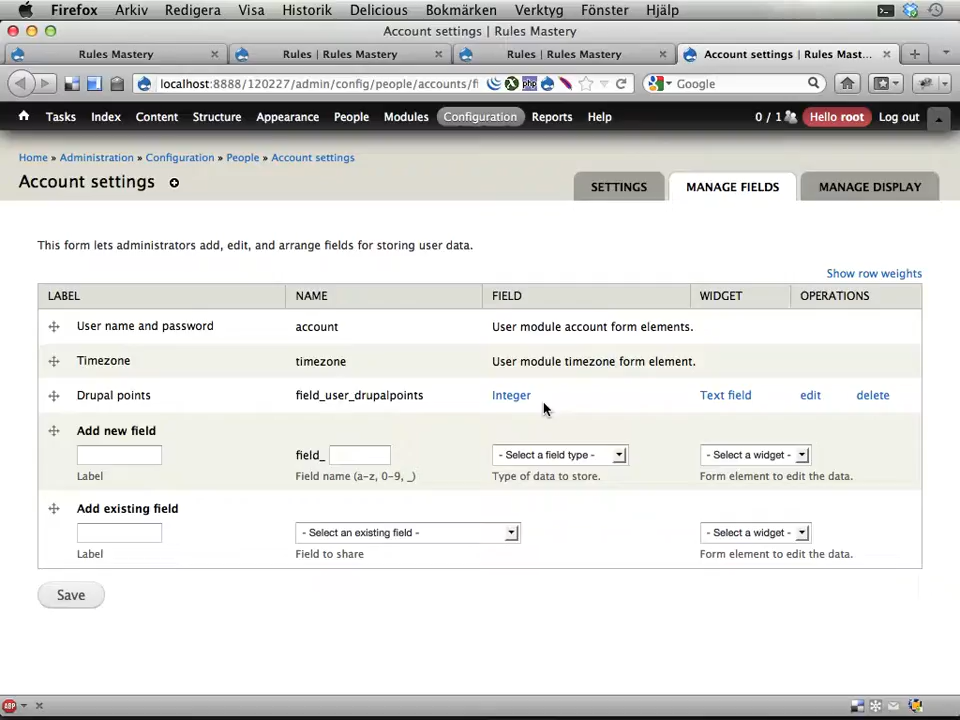 Firefox Arkiv Redigera Visa Historik Delicious Bokmärken Verktyg Fönster Hjälp
Account settings | Rules Mastery
Rules Mastery × Rules | Rules Mastery × Rules | Rules Mastery × Account settings | Rules Mast... ×
localhost:8888/120227/admin/config/people/accounts/fi php Google
Tasks Index Content Structure Appearance People Modules Configuration Reports Help 0 / 1 Hello root Log out
Home » Administration » Configuration » People » Account settings
Account settings
SETTINGS MANAGE FIELDS MANAGE DISPLAY
This form lets administrators add, edit, and arrange fields for storing user data.
Show row weights
LABEL NAME FIELD WIDGET OPERATIONS
User name and password account User module account form elements.
Timezone timezone User module timezone form element.
Drupal points field_user_drupalpoints Integer Text field edit delete
Add new field
field_ - Select a field type - - Select a widget -
Label Field name (a-z, 0-9, _) Type of data to store. Form element to edit the data.
Add existing field
- Select an existing field - - Select a widget -
Label Field to share Form element to edit the data.
Save
ABP ×